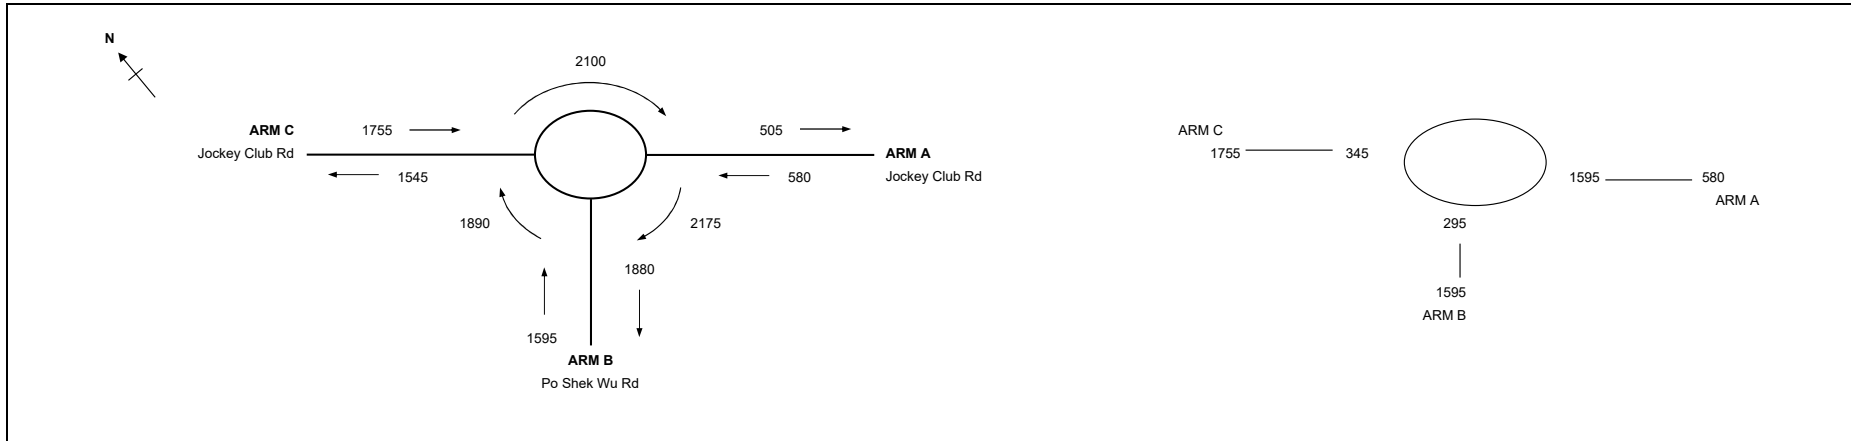 N
2100
ARM C 1755 505
Jockey Club Rd ARM A
1545 580 Jockey Club Rd
1890 2175
1880
1595
ARM B
Po Shek Wu Rd
ARM C
1755 345
1595 580
ARM A
295
1595
ARM B